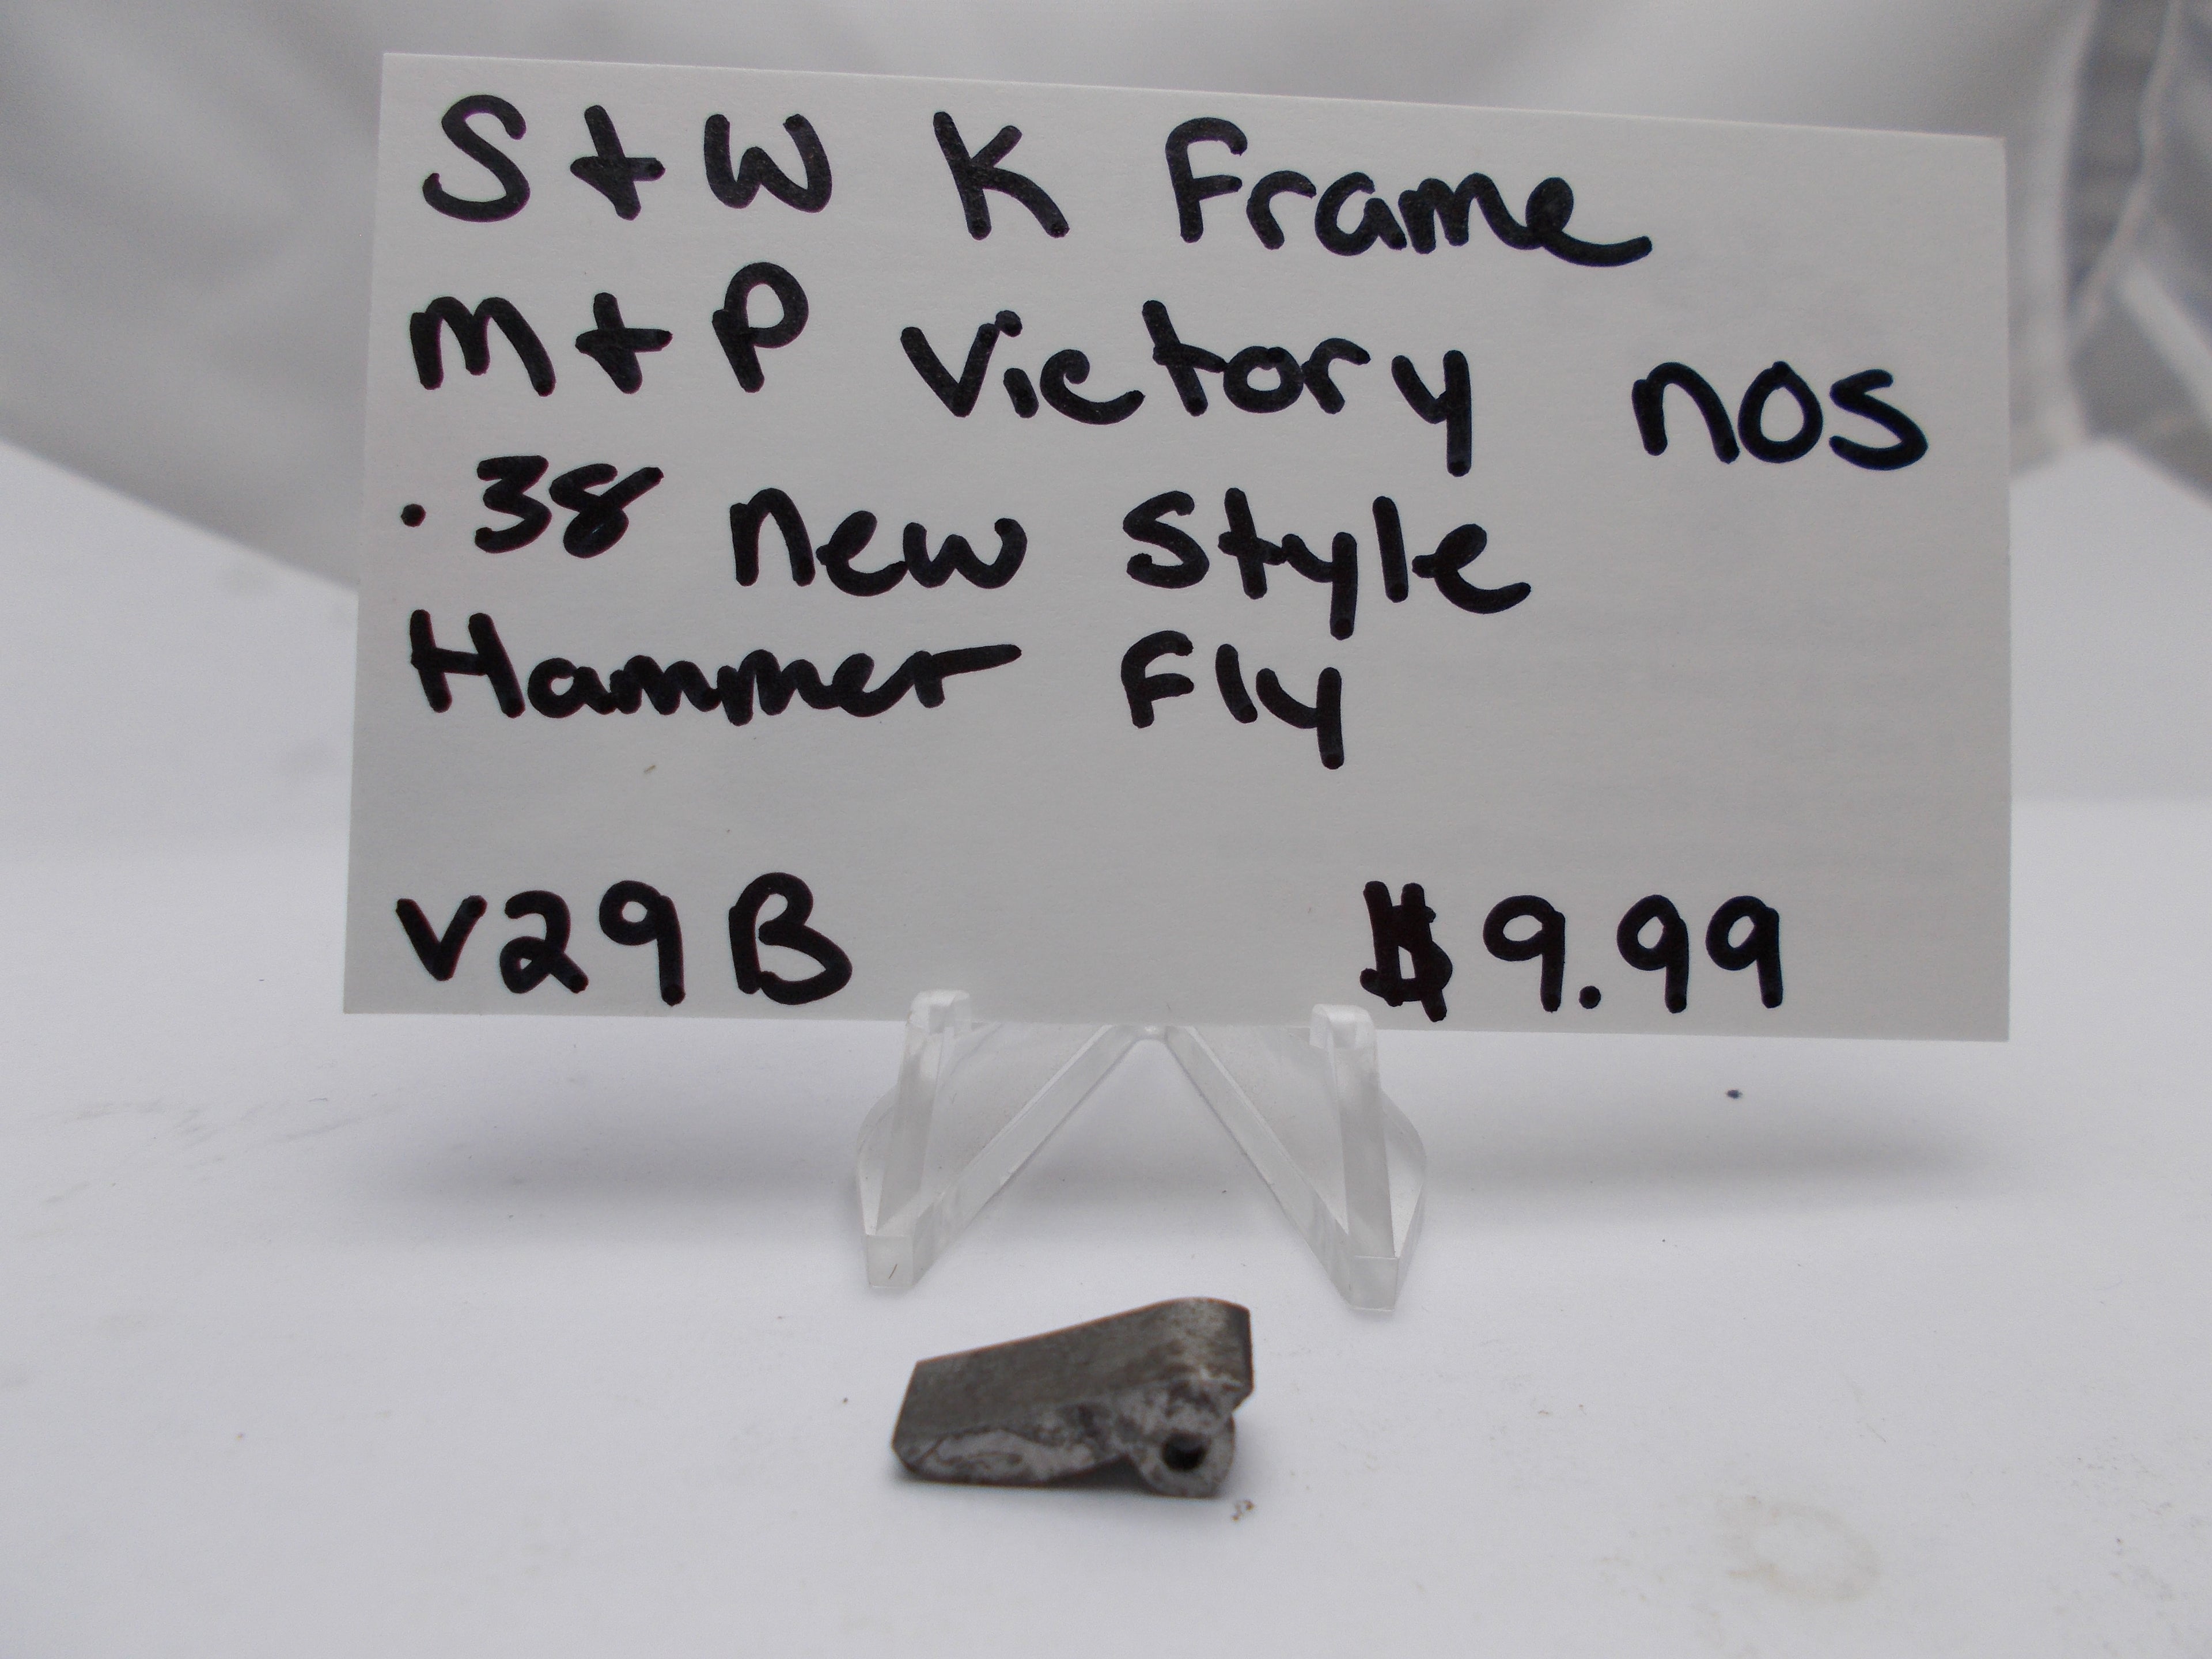 S + W K Frame
M + P Victory nos
.38 new Style
Hammer Fly
V29B $9.99